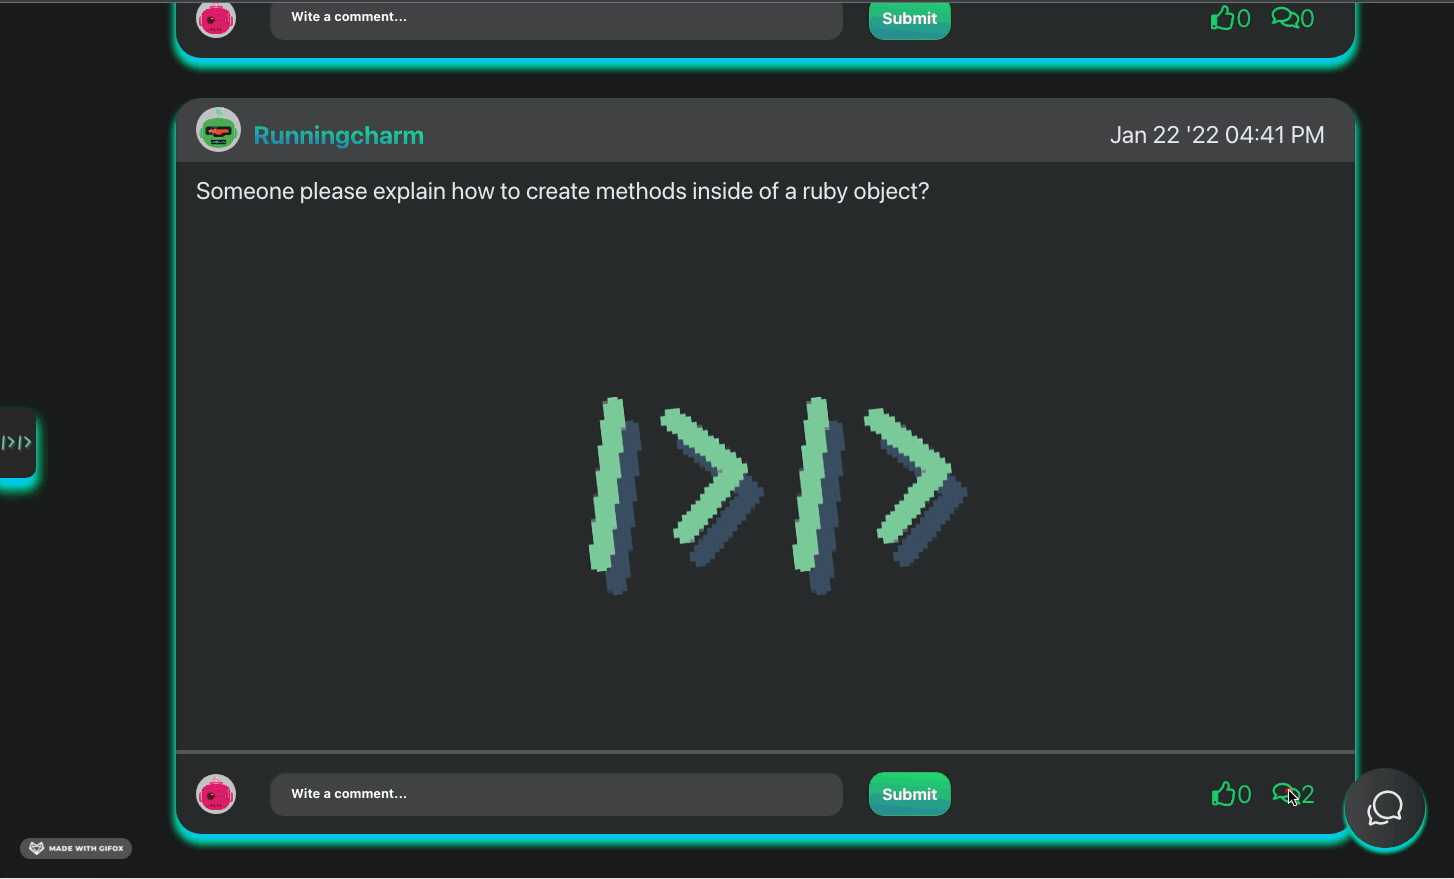 Wite a comment...
Submit
0
0
Runningcharm
Jan 22 '22 04:41 PM
Someone please explain how to create methods inside of a ruby object?
|>|>
|>|>
Wite a comment...
Submit
0
2
MADE WITH GIFOX